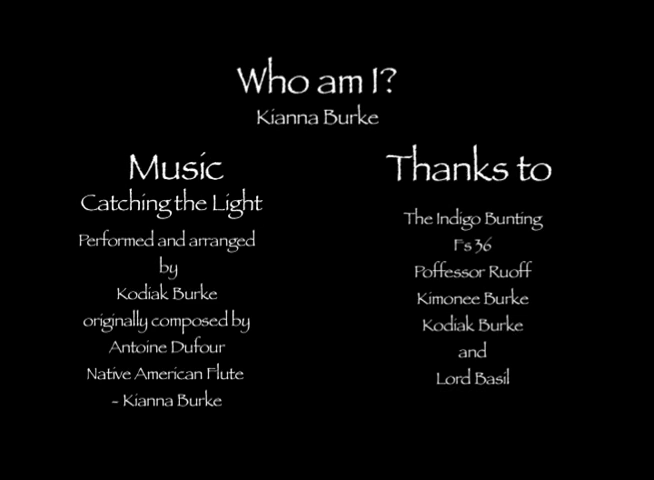 Who am I?
Kianna Burke
Music
Catching the Light
Performed and arranged
by
Kodiak Burke
originally composed by
Antoine Dufour
Native American Flute
- Kianna Burke
Thanks to
The Indigo Bunting
Fs 36
Poffessor Ruoff
Kimonee Burke
Kodiak Burke
and
Lord Basil